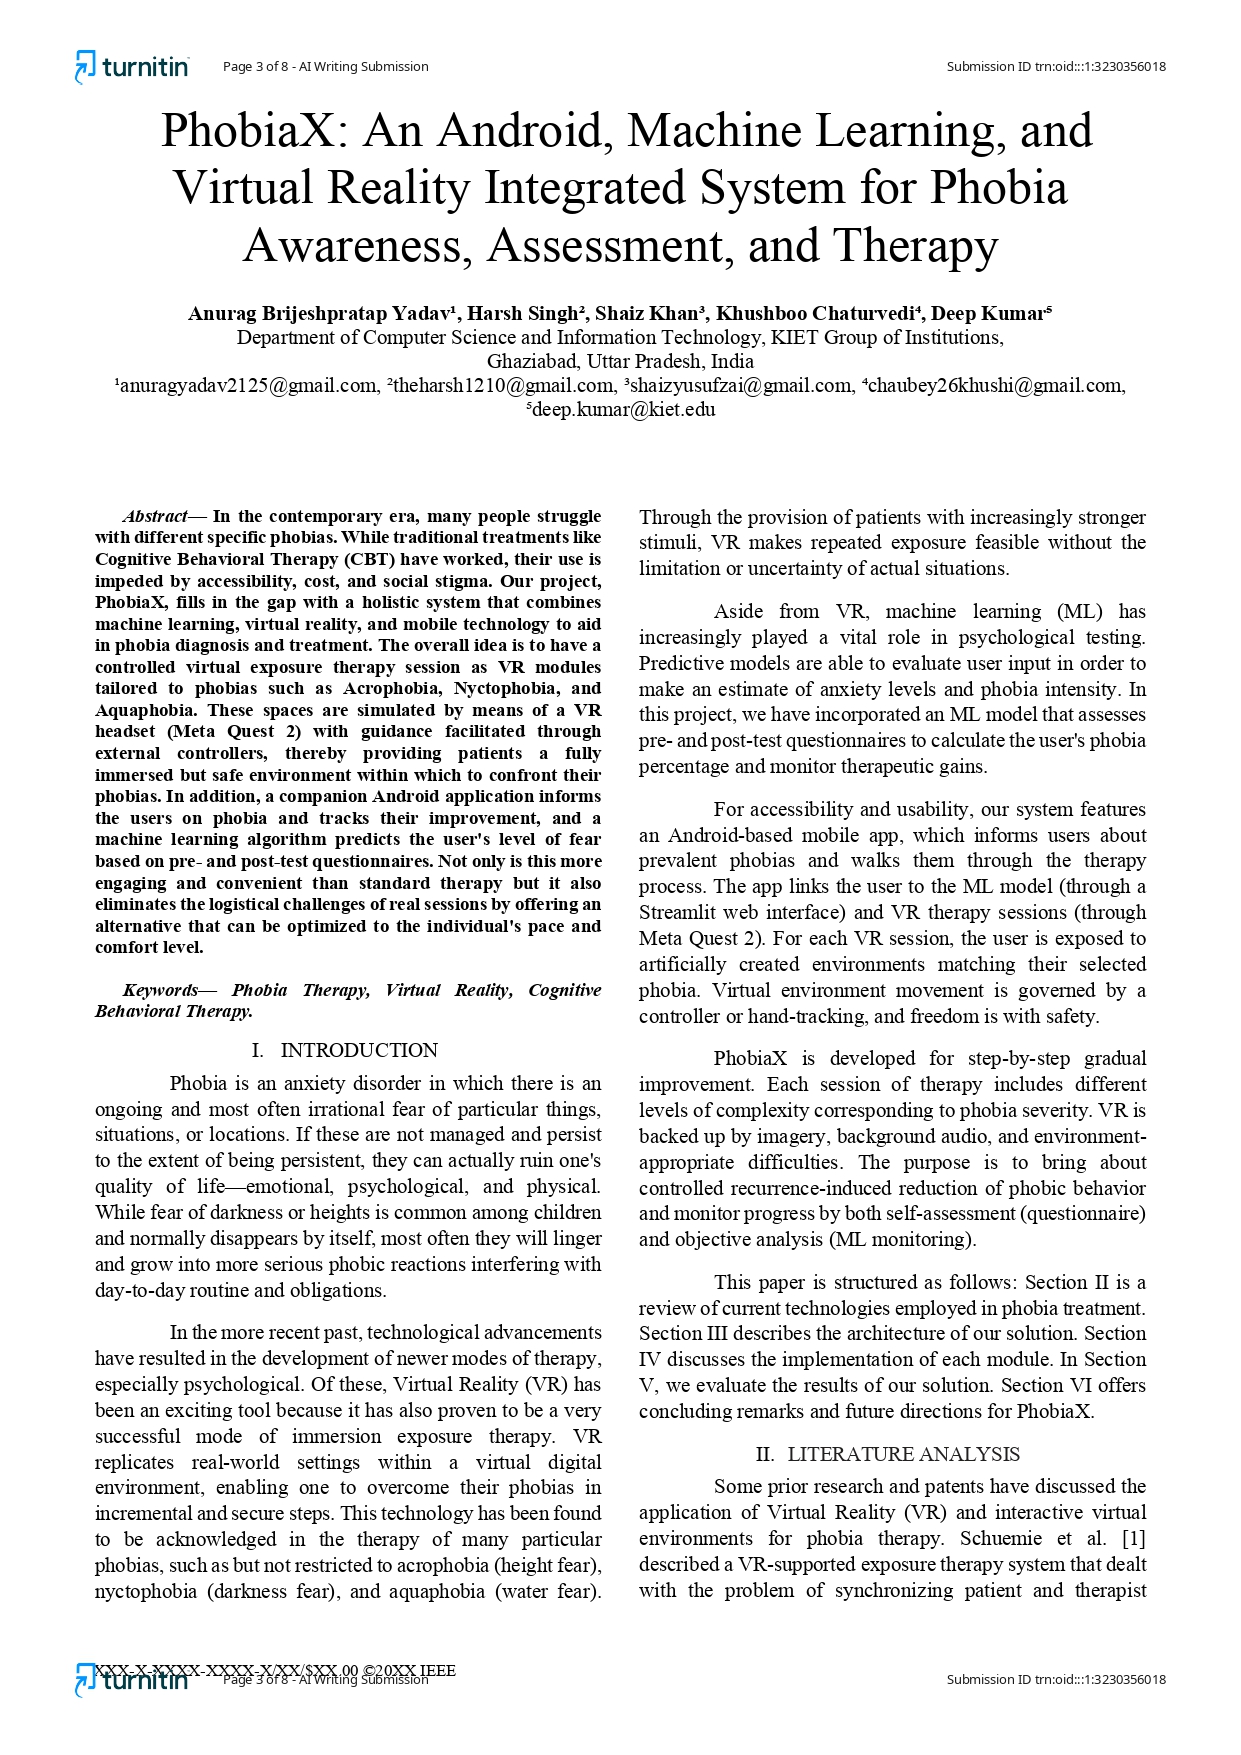 turnitin Page 3 of 8 - AI Writing Submission Submission ID trn:oid:::1:3230356018
PhobiaX: An Android, Machine Learning, and
Virtual Reality Integrated System for Phobia
Awareness, Assessment, and Therapy
Anurag Brijeshpratap Yadav¹, Harsh Singh², Shaiz Khan³, Khushboo Chaturvedi⁴, Deep Kumar⁵
Department of Computer Science and Information Technology, KIET Group of Institutions,
Ghaziabad, Uttar Pradesh, India
¹anuragyadav2125@gmail.com, ²theharsh1210@gmail.com, ³shaizyusufzai@gmail.com, ⁴chaubey26khushi@gmail.com,
⁵deep.kumar@kiet.edu
Abstract— In the contemporary era, many people struggle
with different specific phobias. While traditional treatments like
Cognitive Behavioral Therapy (CBT) have worked, their use is
impeded by accessibility, cost, and social stigma. Our project,
PhobiaX, fills in the gap with a holistic system that combines
machine learning, virtual reality, and mobile technology to aid
in phobia diagnosis and treatment. The overall idea is to have a
controlled virtual exposure therapy session as VR modules
tailored to phobias such as Acrophobia, Nyctophobia, and
Aquaphobia. These spaces are simulated by means of a VR
headset (Meta Quest 2) with guidance facilitated through
external controllers, thereby providing patients a fully
immersed but safe environment within which to confront their
phobias. In addition, a companion Android application informs
the users on phobia and tracks their improvement, and a
machine learning algorithm predicts the user's level of fear
based on pre- and post-test questionnaires. Not only is this more
engaging and convenient than standard therapy but it also
eliminates the logistical challenges of real sessions by offering an
alternative that can be optimized to the individual's pace and
comfort level.
Keywords— Phobia Therapy, Virtual Reality, Cognitive
Behavioral Therapy.
I. INTRODUCTION
Phobia is an anxiety disorder in which there is an
ongoing and most often irrational fear of particular things,
situations, or locations. If these are not managed and persist
to the extent of being persistent, they can actually ruin one's
quality of life—emotional, psychological, and physical.
While fear of darkness or heights is common among children
and normally disappears by itself, most often they will linger
and grow into more serious phobic reactions interfering with
day-to-day routine and obligations.
In the more recent past, technological advancements
have resulted in the development of newer modes of therapy,
especially psychological. Of these, Virtual Reality (VR) has
been an exciting tool because it has also proven to be a very
successful mode of immersion exposure therapy. VR
replicates real-world settings within a virtual digital
environment, enabling one to overcome their phobias in
incremental and secure steps. This technology has been found
to be acknowledged in the therapy of many particular
phobias, such as but not restricted to acrophobia (height fear),
nyctophobia (darkness fear), and aquaphobia (water fear).
Through the provision of patients with increasingly stronger
stimuli, VR makes repeated exposure feasible without the
limitation or uncertainty of actual situations.
Aside from VR, machine learning (ML) has
increasingly played a vital role in psychological testing.
Predictive models are able to evaluate user input in order to
make an estimate of anxiety levels and phobia intensity. In
this project, we have incorporated an ML model that assesses
pre- and post-test questionnaires to calculate the user's phobia
percentage and monitor therapeutic gains.
For accessibility and usability, our system features
an Android-based mobile app, which informs users about
prevalent phobias and walks them through the therapy
process. The app links the user to the ML model (through a
Streamlit web interface) and VR therapy sessions (through
Meta Quest 2). For each VR session, the user is exposed to
artificially created environments matching their selected
phobia. Virtual environment movement is governed by a
controller or hand-tracking, and freedom is with safety.
PhobiaX is developed for step-by-step gradual
improvement. Each session of therapy includes different
levels of complexity corresponding to phobia severity. VR is
backed up by imagery, background audio, and environment-
appropriate difficulties. The purpose is to bring about
controlled recurrence-induced reduction of phobic behavior
and monitor progress by both self-assessment (questionnaire)
and objective analysis (ML monitoring).
This paper is structured as follows: Section II is a
review of current technologies employed in phobia treatment.
Section III describes the architecture of our solution. Section
IV discusses the implementation of each module. In Section
V, we evaluate the results of our solution. Section VI offers
concluding remarks and future directions for PhobiaX.
II. LITERATURE ANALYSIS
Some prior research and patents have discussed the
application of Virtual Reality (VR) and interactive virtual
environments for phobia therapy. Schuemie et al. [1]
described a VR-supported exposure therapy system that dealt
with the problem of synchronizing patient and therapist
XXX-X-XXXX-XXXX-X/XX/$XX.00 ©20XX IEEE
turnitin Page 3 of 8 - AI Writing Submission Submission ID trn:oid:::1:3230356018